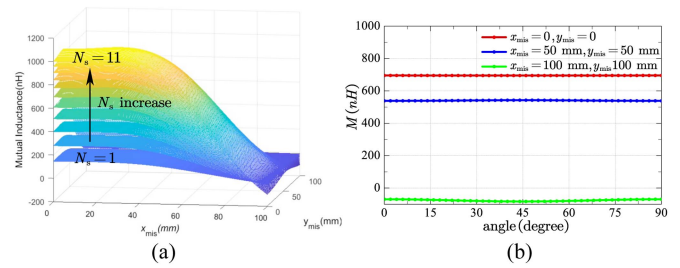 1200
1000
800
600
400
200
0
-200
Mutual Inductance(nH)
N_s = 11
N_s increase
N_s = 1
0
20
40
60
80
100
x_mis(mm)
0
50
100
y_mis(mm)
(a)
1000
800
600
400
200
0
M (nH)
x_mis = 0 , y_mis = 0
x_mis = 50 mm, y_mis = 50 mm
x_mis = 100 mm, y_mis 100 mm
0 15 30 45 60 75 90
angle (degree)
(b)